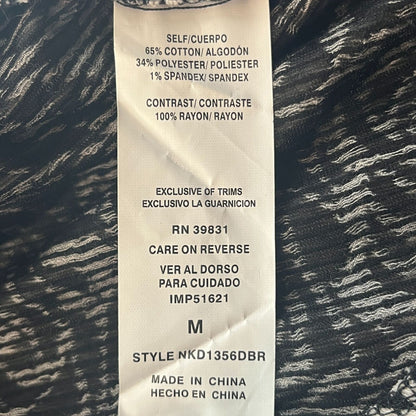 SELF/CUERPO
65% COTTON/ ALGODÓN
34% POLYESTER/ POLIESTER
1% SPANDEX/ SPANDEX
CONTRAST/ CONTRASTE
100% RAYON/ RAYON
EXCLUSIVE OF TRIMS
EXCLUSIVO LA GUARNICION
RN 39831
CARE ON REVERSE
VER AL DORSO
PARA CUIDADO
IMP51621
M
STYLE NKD1356DBR
MADE IN CHINA
HECHO EN CHINA